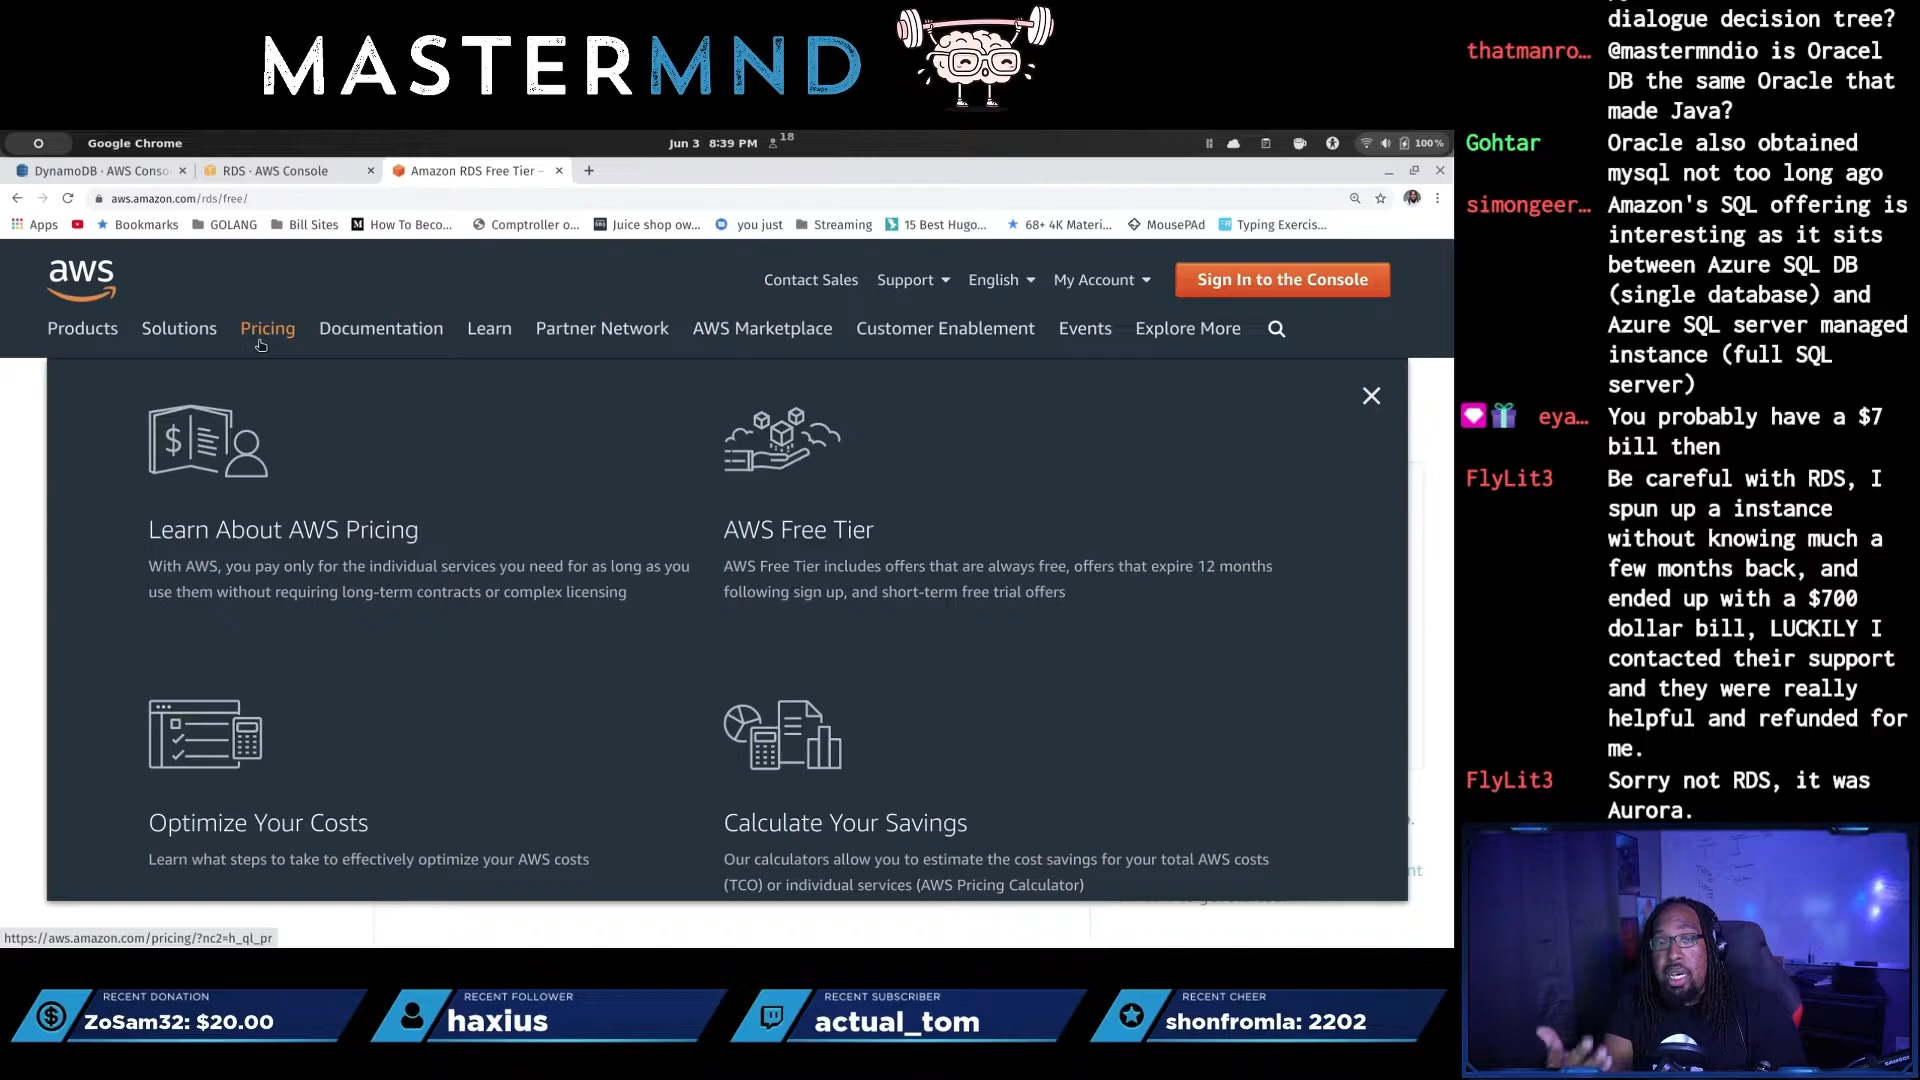 MASTERMND
Google Chrome
Jun 3 8:39 PM
18
100%
DynamoDB · AWS Conso
RDS · AWS Console
Amazon RDS Free Tier –
aws.amazon.com/rds/free/
Apps
Bookmarks
GOLANG
Bill Sites
How To Beco...
Comptroller o...
Juice shop ow...
you just
Streaming
15 Best Hugo...
68+ 4K Materi...
MousePAd
Typing Exercis...
aws
Contact Sales
Support
English
My Account
Sign In to the Console
Products
Solutions
Pricing
Documentation
Learn
Partner Network
AWS Marketplace
Customer Enablement
Events
Explore More
Learn About AWS Pricing
With AWS, you pay only for the individual services you need for as long as you
use them without requiring long-term contracts or complex licensing
AWS Free Tier
AWS Free Tier includes offers that are always free, offers that expire 12 months
following sign up, and short-term free trial offers
Optimize Your Costs
Learn what steps to take to effectively optimize your AWS costs
Calculate Your Savings
Our calculators allow you to estimate the cost savings for your total AWS costs
(TCO) or individual services (AWS Pricing Calculator)
https://aws.amazon.com/pricing/?nc2=h_ql_pr
dialogue decision tree?
thatmanro... @mastermndio is Oracel
DB the same Oracle that
made Java?
Gohtar Oracle also obtained
mysql not too long ago
simongeer... Amazon's SQL offering is
interesting as it sits
between Azure SQL DB
(single database) and
Azure SQL server managed
instance (full SQL
server)
eya... You probably have a $7
bill then
FlyLit3 Be careful with RDS, I
spun up a instance
without knowing much a
few months back, and
ended up with a $700
dollar bill, LUCKILY I
contacted their support
and they were really
helpful and refunded for
me.
FlyLit3 Sorry not RDS, it was
Aurora.
RECENT DONATION
ZoSam32: $20.00
RECENT FOLLOWER
haxius
RECENT SUBSCRIBER
actual_tom
RECENT CHEER
shonfromla: 2202
SAMSON